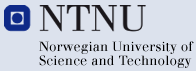 NTNU
Norwegian University of
Science and Technology